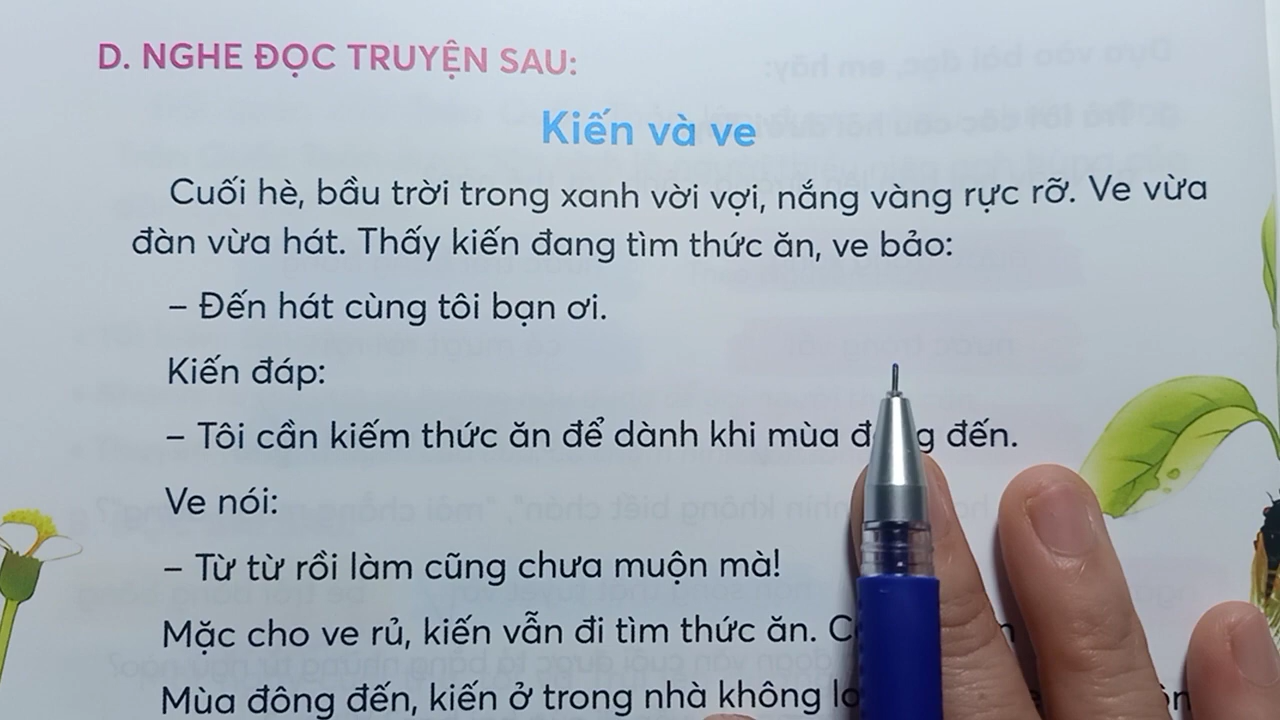 D. NGHE ĐỌC TRUYỆN SAU:
Kiến và ve
Cuối hè, bầu trời trong xanh vời vợi, nắng vàng rực rỡ. Ve vừa
đàn vừa hát. Thấy kiến đang tìm thức ăn, ve bảo:
– Đến hát cùng tôi bạn ơi.
Kiến đáp:
– Tôi cần kiếm thức ăn để dành khi mùa đến.
Ve nói:
– Từ từ rồi làm cũng chưa muộn mà!
Mặc cho ve rủ, kiến vẫn đi tìm thức ăn.
Mùa đông đến, kiến ở trong nhà không